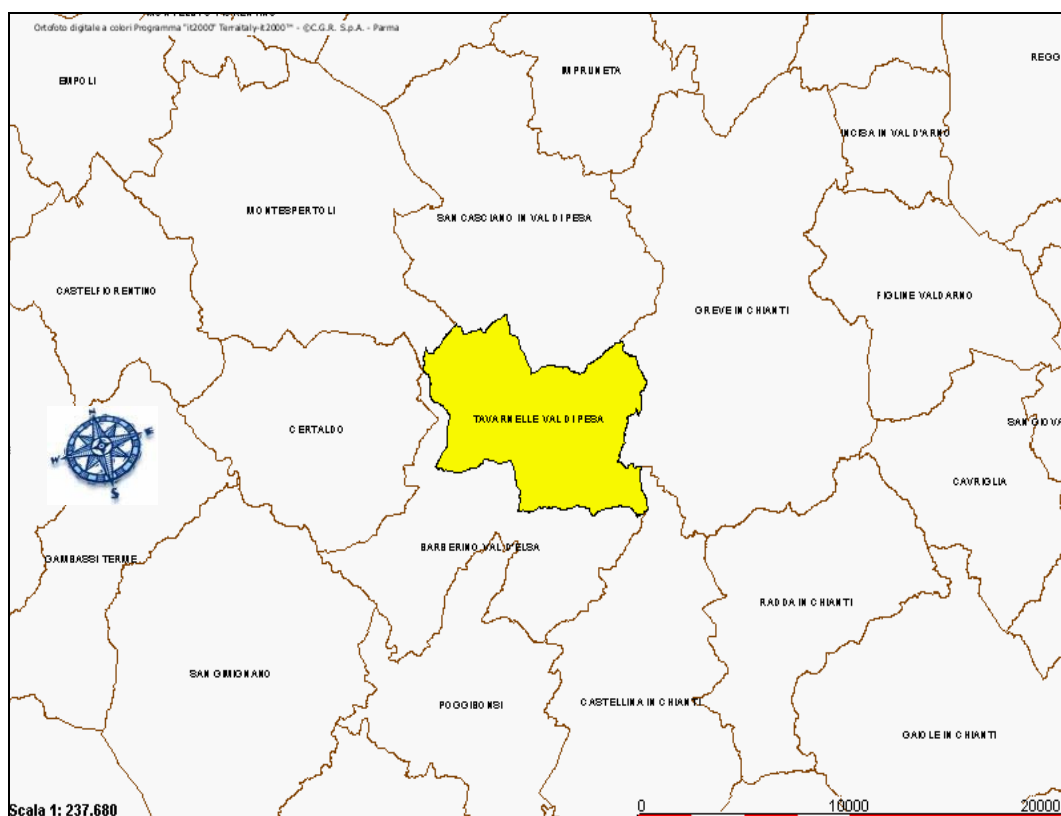 Ortofoto digitale a colori Programma "it2000" Terraitaly-it2000™ - ©C.G.R. S.p.A. - Parma
EMPOLI
IMPRUNETA
REGG
INCISA IN VAL D'ARNO
MONTESPERTOLI
SAN CASCIANO IN VAL DI PESA
CASTELFIORENTINO
FIGLINE VALDARNO
GREVE IN CHIANTI
TAVARNELLE VAL DI PESA
SAN GIOVA
CERTALDO
N
E
W
S
CAVRIGLIA
BARBERINO VAL D'ELSA
GAMBASSI TERME
RADDA IN CHIANTI
SAN GIMIGNANO
POGGIBONSI
CASTELLINA IN CHIANTI
GAIOLE IN CHIANTI
Scala 1: 237.680
0 10000 20000